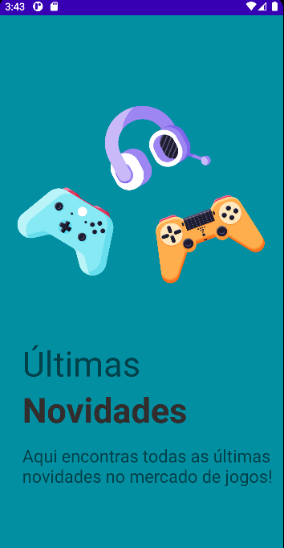 3:43
Últimas
Novidades
Aqui encontras todas as últimas
novidades no mercado de jogos!